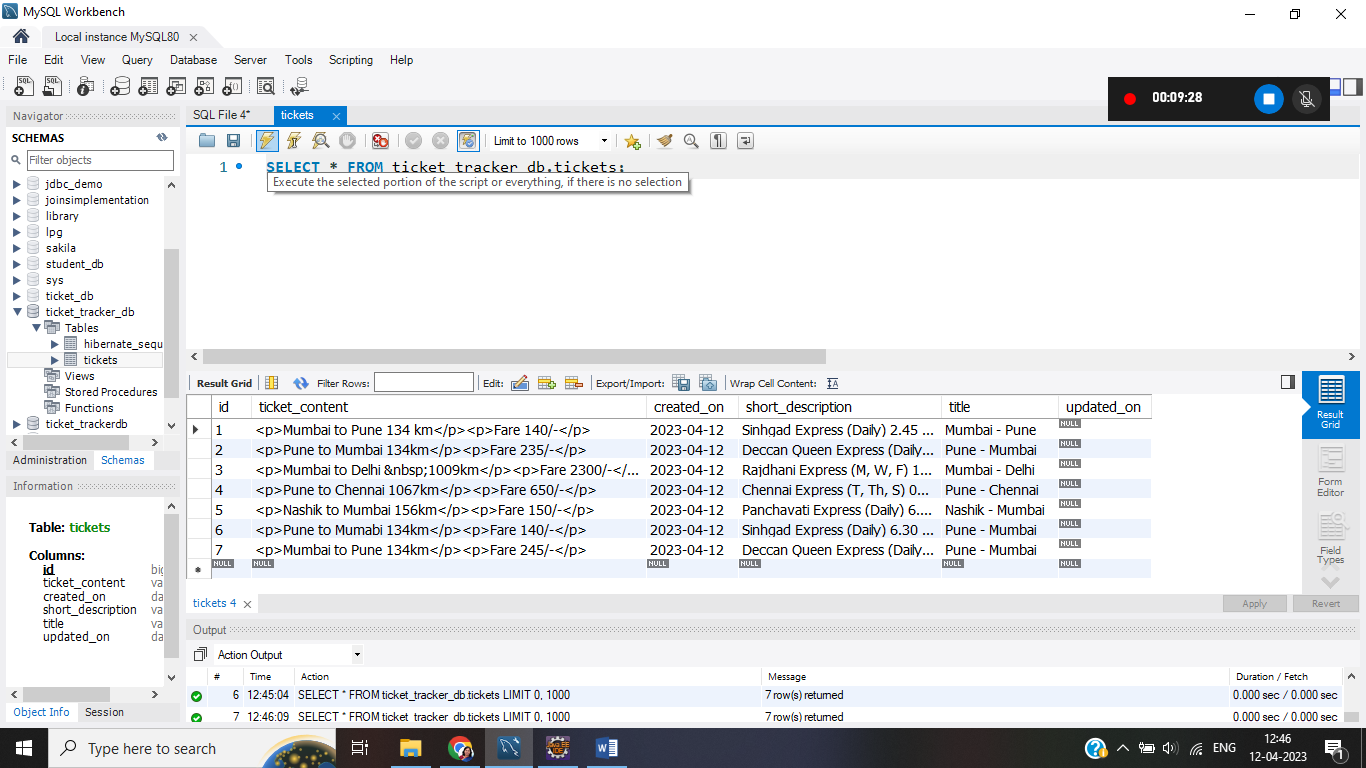 MySQL Workbench
Local instance MySQL80
File Edit View Query Database Server Tools Scripting Help
00:09:28
Navigator
SCHEMAS
Filter objects
jdbc_demo
joinsimplementation
library
lpg
sakila
student_db
sys
ticket_db
ticket_tracker_db
Tables
hibernate_sequ
tickets
Views
Stored Procedures
Functions
ticket_trackerdb
Administration Schemas
Information
Table: tickets
Columns:
id big
ticket_content va
created_on da
short_description va
title va
updated_on da
Object Info Session
SQL File 4* tickets
Limit to 1000 rows
1 SELECT * FROM ticket_tracker_db.tickets;
Execute the selected portion of the script or everything, if there is no selection
Result Grid Filter Rows: Edit: Export/Import: Wrap Cell Content:
id ticket_content created_on short_description title updated_on
1 <p>Mumbai to Pune 134 km</p><p>Fare 140/-</p> 2023-04-12 Sinhgad Express (Daily) 2.45 ... Mumbai - Pune NULL
2 <p>Pune to Mumbai 134km</p><p>Fare 235/-</p> 2023-04-12 Deccan Queen Express (Daily... Pune - Mumbai NULL
3 <p>Mumbai to Delhi &nbsp;1009km</p><p>Fare 2300/-</... 2023-04-12 Rajdhani Express (M, W, F) 1... Mumbai - Delhi NULL
4 <p>Pune to Chennai 1067km</p><p>Fare 650/-</p> 2023-04-12 Chennai Express (T, Th, S) 0... Pune - Chennai NULL
5 <p>Nashik to Mumbai 156km</p><p>Fare 150/-</p> 2023-04-12 Panchavati Express (Daily) 6.... Nashik - Mumbai NULL
6 <p>Pune to Mumabi 134km</p><p>Fare 140/-</p> 2023-04-12 Sinhgad Express (Daily) 6.30 ... Pune - Mumbai NULL
7 <p>Mumbai to Pune 134km</p><p>Fare 245/-</p> 2023-04-12 Deccan Queen Express (Daily... Pune - Mumbai NULL
NULL NULL NULL NULL NULL NULL
Result Grid
Form Editor
Field Types
tickets 4
Apply Revert
Output
Action Output
# Time Action Message Duration / Fetch
6 12:45:04 SELECT * FROM ticket_tracker_db.tickets LIMIT 0, 1000 7 row(s) returned 0.000 sec / 0.000 sec
7 12:46:09 SELECT * FROM ticket_tracker_db.tickets LIMIT 0, 1000 7 row(s) returned 0.000 sec / 0.000 sec
Type here to search
ENG
12:46
12-04-2023
1